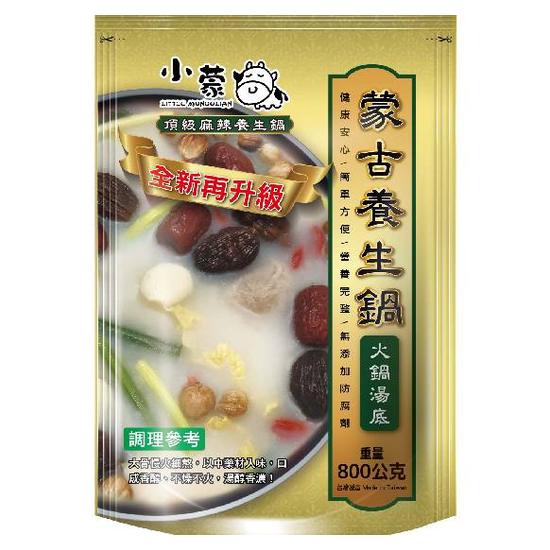 小蒙
LITTLE MONGOLIAN
頂級麻辣養生鍋
全新再升級
蒙古養生鍋
健康安心/簡單方便/營養完整/無添加防腐劑
火鍋湯底
重量
800公克
台灣製造 Made in Taiwan
調理參考
大骨長火細熬，以中藥材入味，口
感香醇，不燥不火，湯醇香濃！